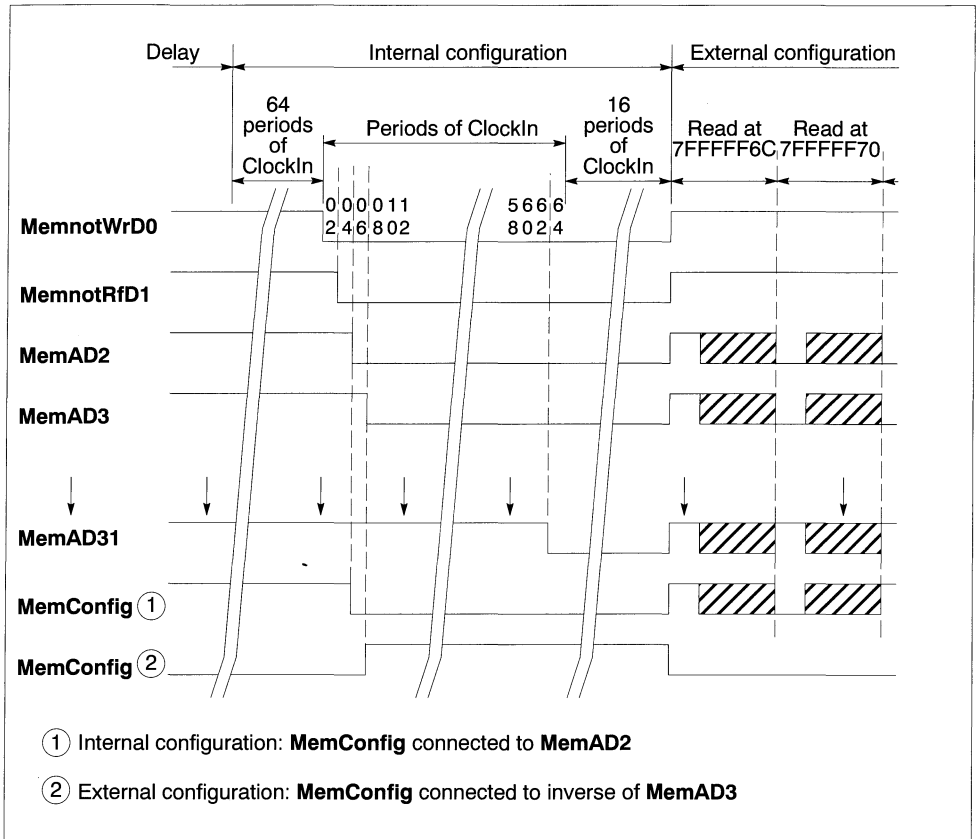 Delay
Internal configuration
External configuration
64
periods
of
ClockIn
Periods of ClockIn
16
periods
of
ClockIn
Read at
7FFFFF6C
Read at
7FFFFF70
0 0 0 0 1 1
2 4 6 8 0 2
5 6 6 6
8 0 2 4
MemnotWrD0
MemnotRfD1
MemAD2
MemAD3
MemAD31
MemConfig 1
MemConfig 2
1 Internal configuration: MemConfig connected to MemAD2
2 External configuration: MemConfig connected to inverse of MemAD3